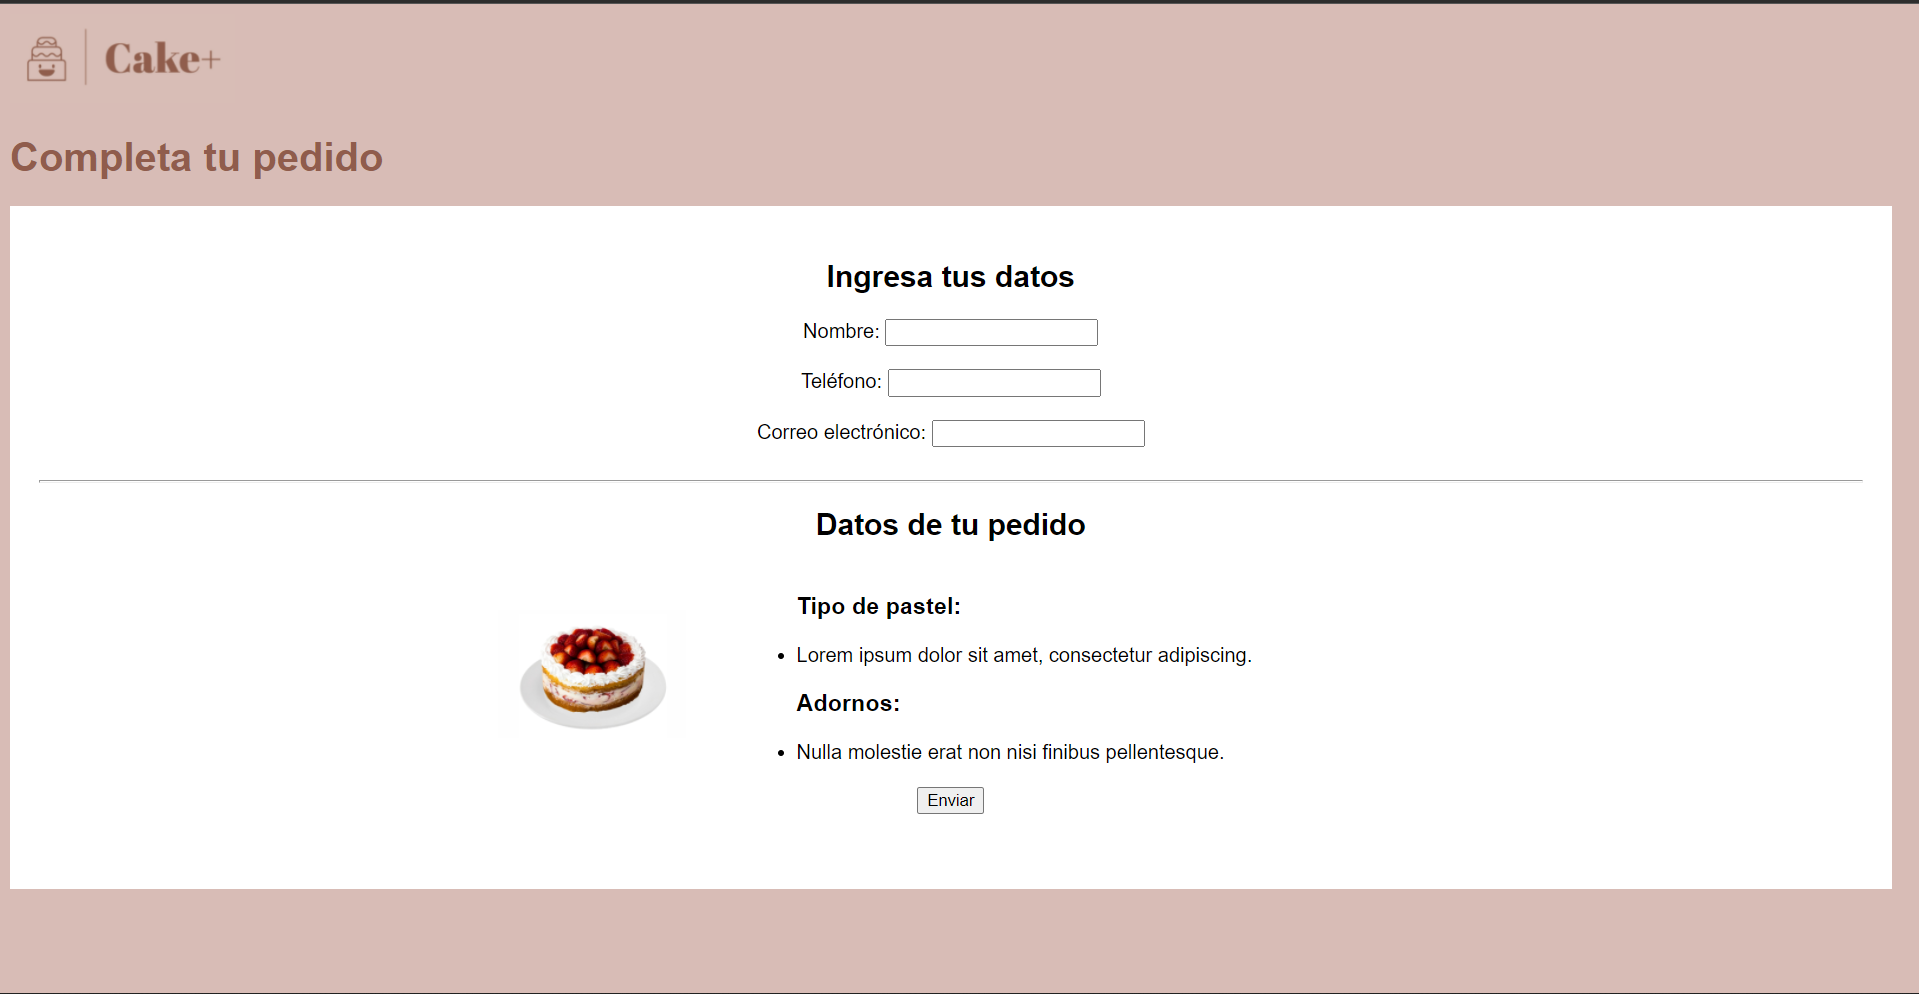 Cake+
Completa tu pedido
Ingresa tus datos
Nombre:
Teléfono:
Correo electrónico:
Datos de tu pedido
Tipo de pastel:
Lorem ipsum dolor sit amet, consectetur adipiscing.
Adornos:
Nulla molestie erat non nisi finibus pellentesque.
Enviar